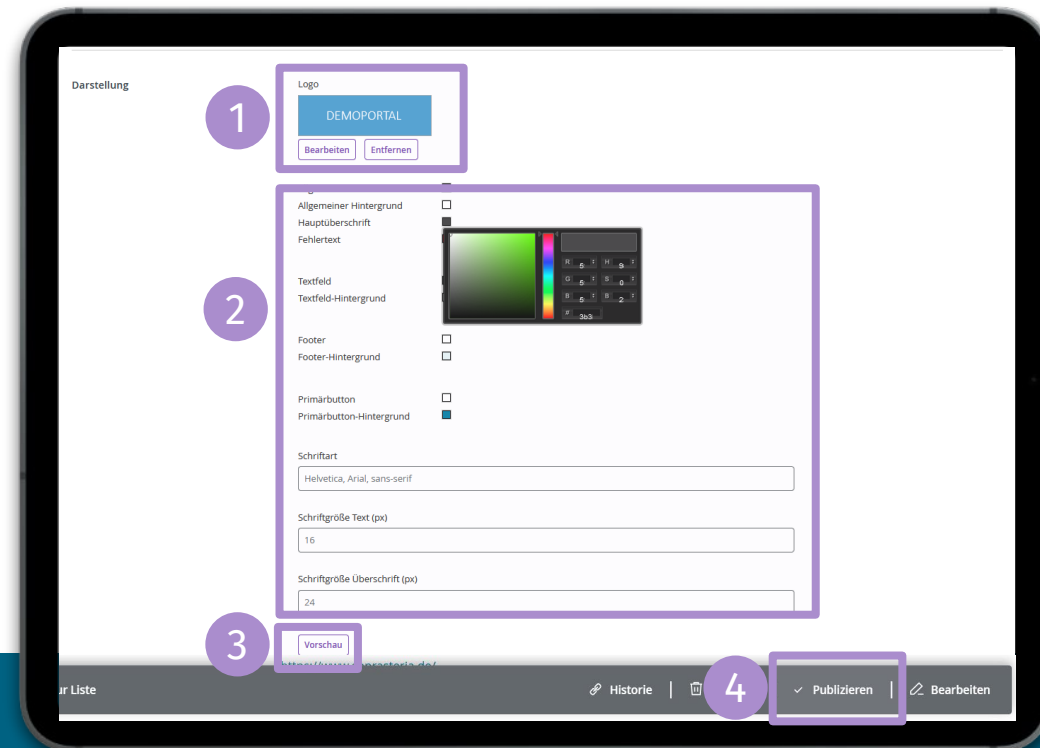 Darstellung
Logo
1
DEMOPORTAL
Bearbeiten Entfernen
Allgemeiner Hintergrund
Hauptüberschrift
Fehlertext
R 5 H 9
Textfeld
G 5 S 0
2
Textfeld-Hintergrund
B 5 B 2
# 3b3
Footer
Footer-Hintergrund
Primärbutton
Primärbutton-Hintergrund
Schriftart
Helvetica, Arial, sans-serif
Schriftgröße Text (px)
16
Schriftgröße Überschrift (px)
24
3
Vorschau
ur Liste
Historie
4
Publizieren
Bearbeiten